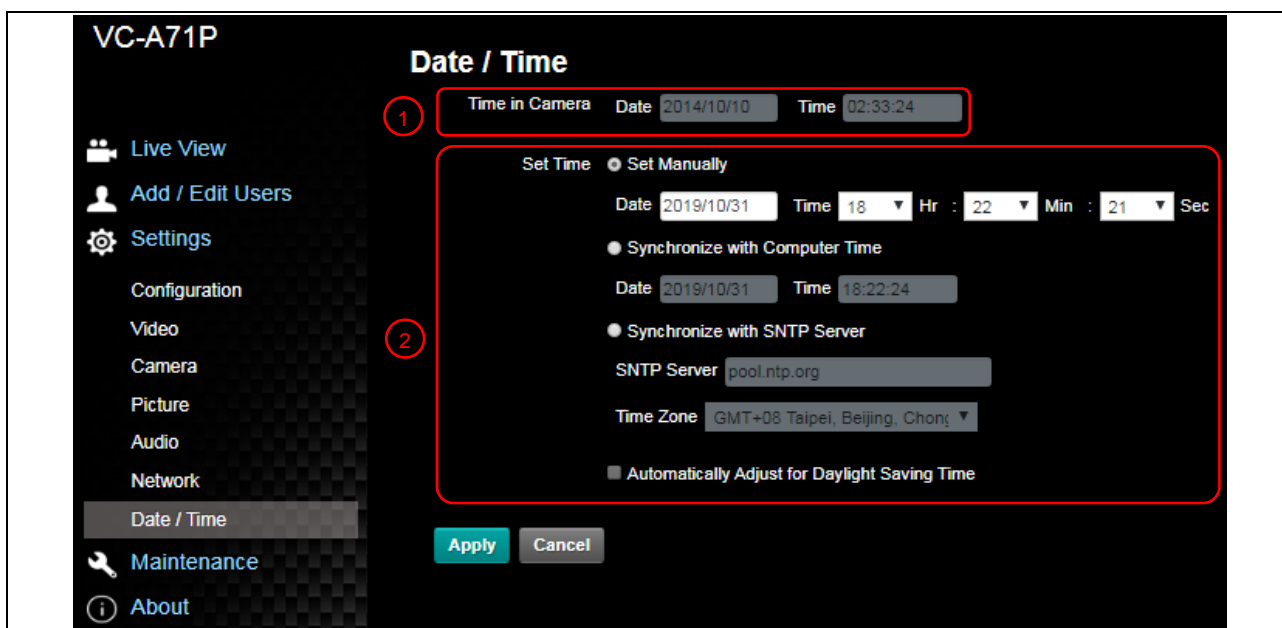 VC-A71P
Date / Time
1
Time in Camera Date 2014/10/10 Time 02:33:24
Live View
Add / Edit Users
Settings
Configuration
Video
Camera
Picture
Audio
Network
Date / Time
Maintenance
About
2
Set Time Set Manually
Date 2019/10/31 Time 18 Hr : 22 Min : 21 Sec
Synchronize with Computer Time
Date 2019/10/31 Time 18:22:24
Synchronize with SNTP Server
SNTP Server pool.ntp.org
Time Zone GMT+08 Taipei, Beijing, Chong
Automatically Adjust for Daylight Saving Time
Apply Cancel